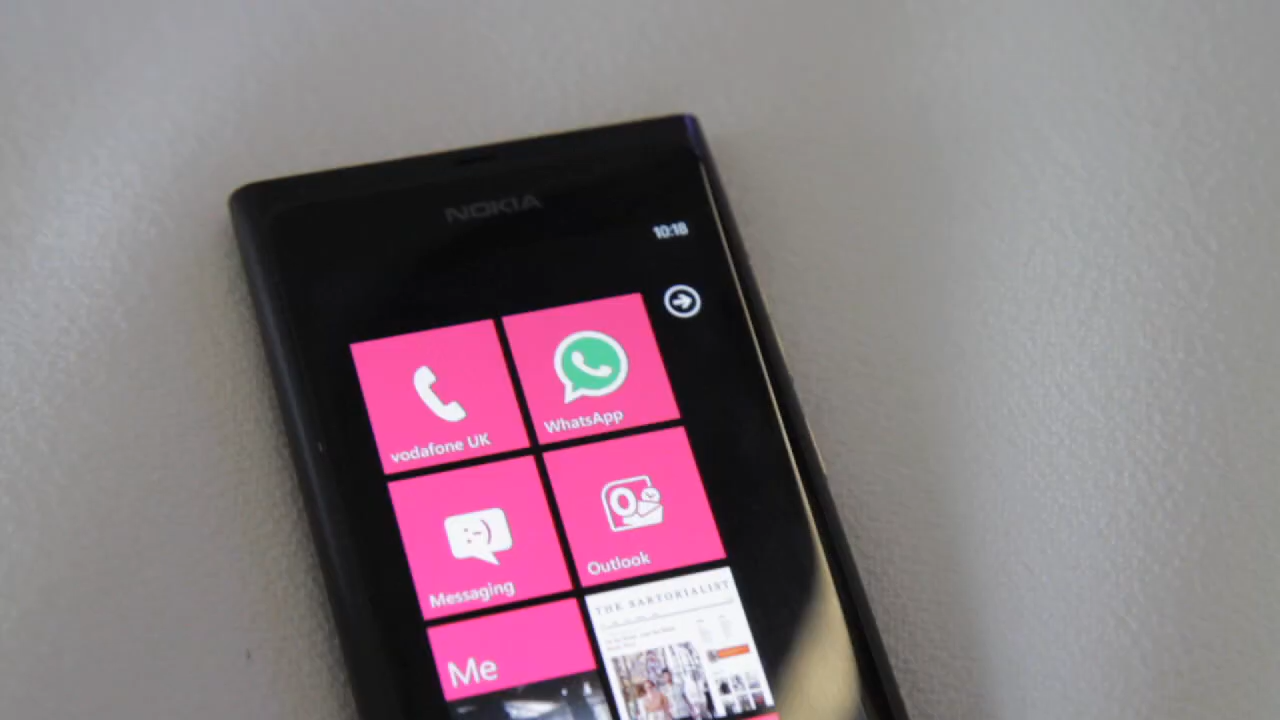 NOKIA
10:18
vodafone UK
WhatsApp
Messaging
Outlook
Me
THE SARTORIALIST